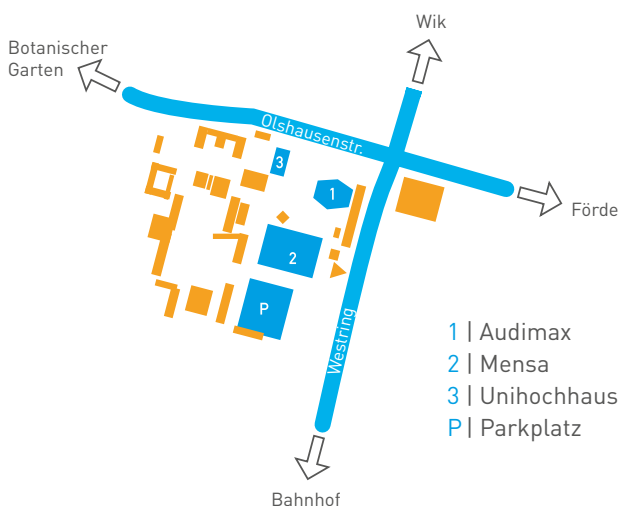 Wik
Botanischer
Garten
Olshausenstr.
3
1
Förde
2
P
Westring
1 | Audimax
2 | Mensa
3 | Unihochhaus
P | Parkplatz
Bahnhof